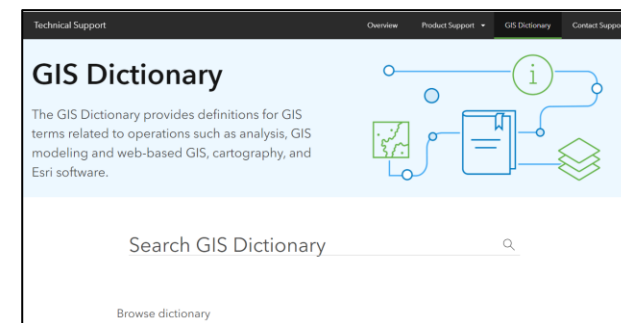 Technical Support Overview Product Support GIS Dictionary Contact Suppo
GIS Dictionary
The GIS Dictionary provides definitions for GIS
terms related to operations such as analysis, GIS
modeling and web-based GIS, cartography, and
Esri software.
i
Search GIS Dictionary
Browse dictionary